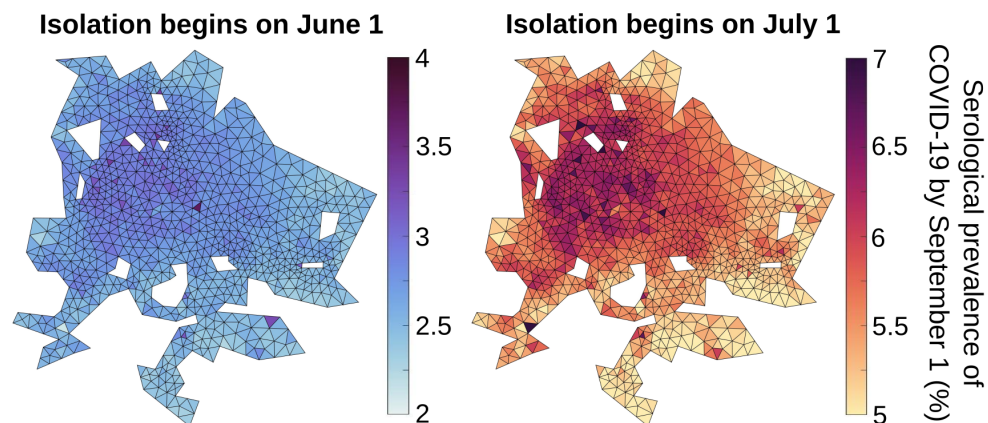 Isolation begins on June 1
Isolation begins on July 1
4
3.5
3
2.5
2
7
6.5
6
5.5
5
Serological prevalence of
COVID-19 by September 1 (%)